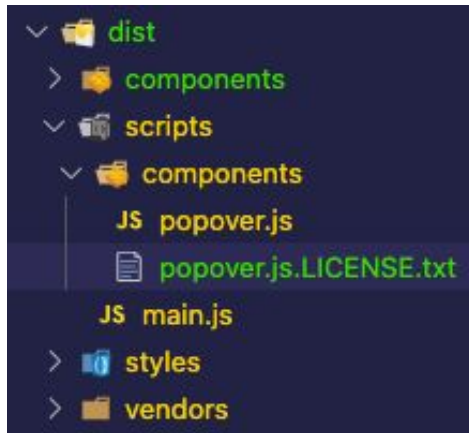 dist
components
scripts
components
JS popover.js
popover.js.LICENSE.txt
JS main.js
styles
vendors